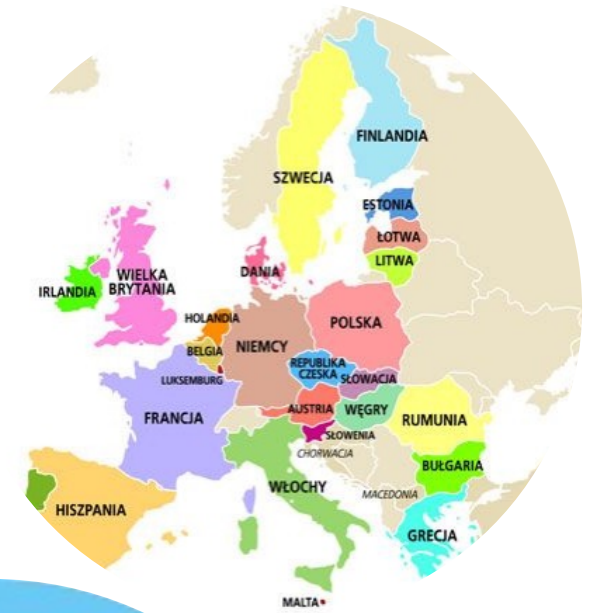 FINLANDIA
SZWECJA
ESTONIA
ŁOTWA
LITWA
DANIA
WIELKA
BRYTANIA
IRLANDIA
HOLANDIA
POLSKA
BELGIA
NIEMCY
REPUBLIKA
CZESKA
LUKSEMBURG
SŁOWACJA
FRANCJA
AUSTRIA
WĘGRY
RUMUNIA
SŁOWENIA
CHORWACJA
BUŁGARIA
WŁOCHY
MACEDONIA
HISZPANIA
GRECJA
MALTA